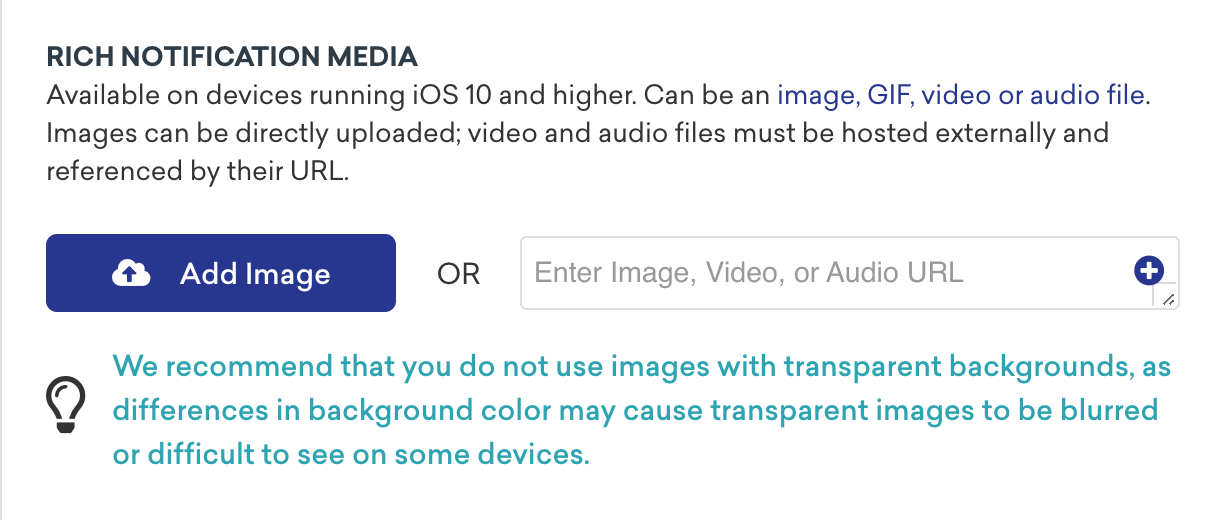 RICH NOTIFICATION MEDIA
Available on devices running iOS 10 and higher. Can be an image, GIF, video or audio file.
Images can be directly uploaded; video and audio files must be hosted externally and
referenced by their URL.
Add Image OR Enter Image, Video, or Audio URL
We recommend that you do not use images with transparent backgrounds, as
differences in background color may cause transparent images to be blurred
or difficult to see on some devices.